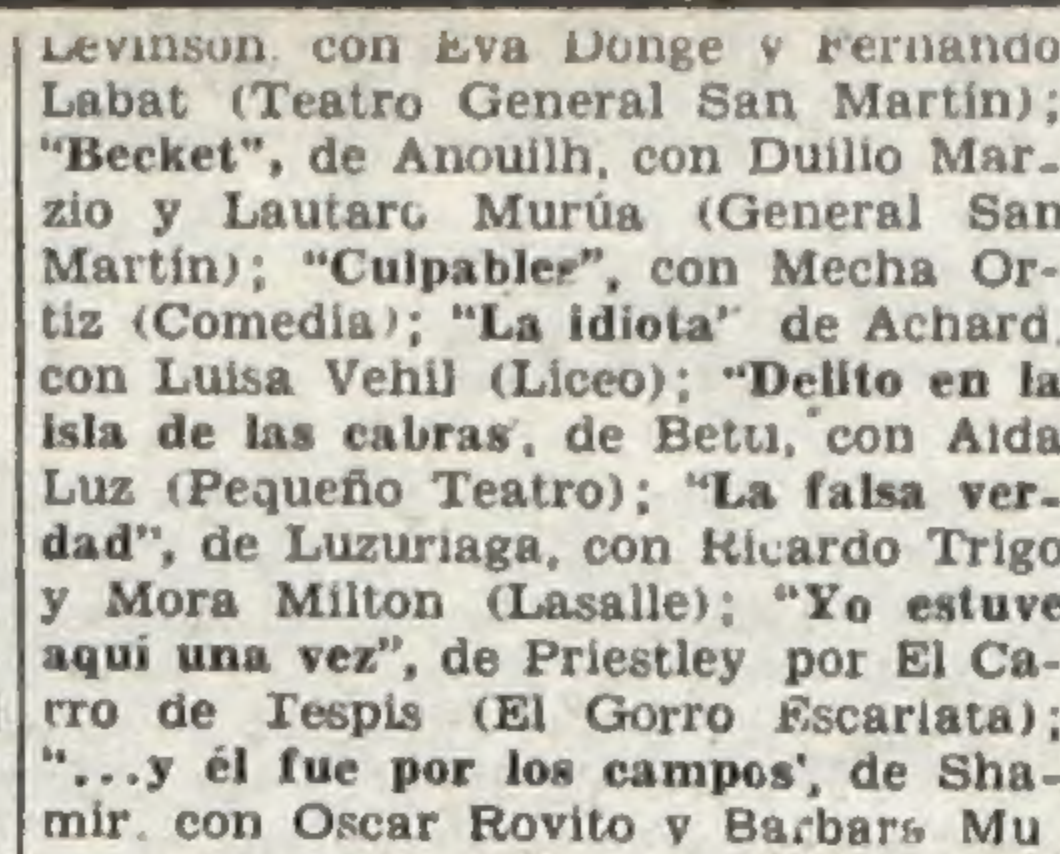 Levinson, con Eva Donge y Fernando
Labat (Teatro General San Martín);
"Becket", de Anouilh, con Duilio Mar-
zio y Lautaro Murúa (General San
Martín); "Culpables", con Mecha Or-
tiz (Comedia); "La idiota" de Achard,
con Luisa Vehil (Liceo); "Delito en la
isla de las cabras', de Betti, con Aida
Luz (Pequeño Teatro); "La falsa ver-
dad", de Luzuriaga, con Ricardo Trigo
y Mora Milton (Lasalle); "Yo estuve
aquí una vez", de Priestley por El Ca-
rro de Tespis (El Gorro Escarlata);
"...y él fue por los campos', de Sha-
mir, con Oscar Rovito y Barbara Mu